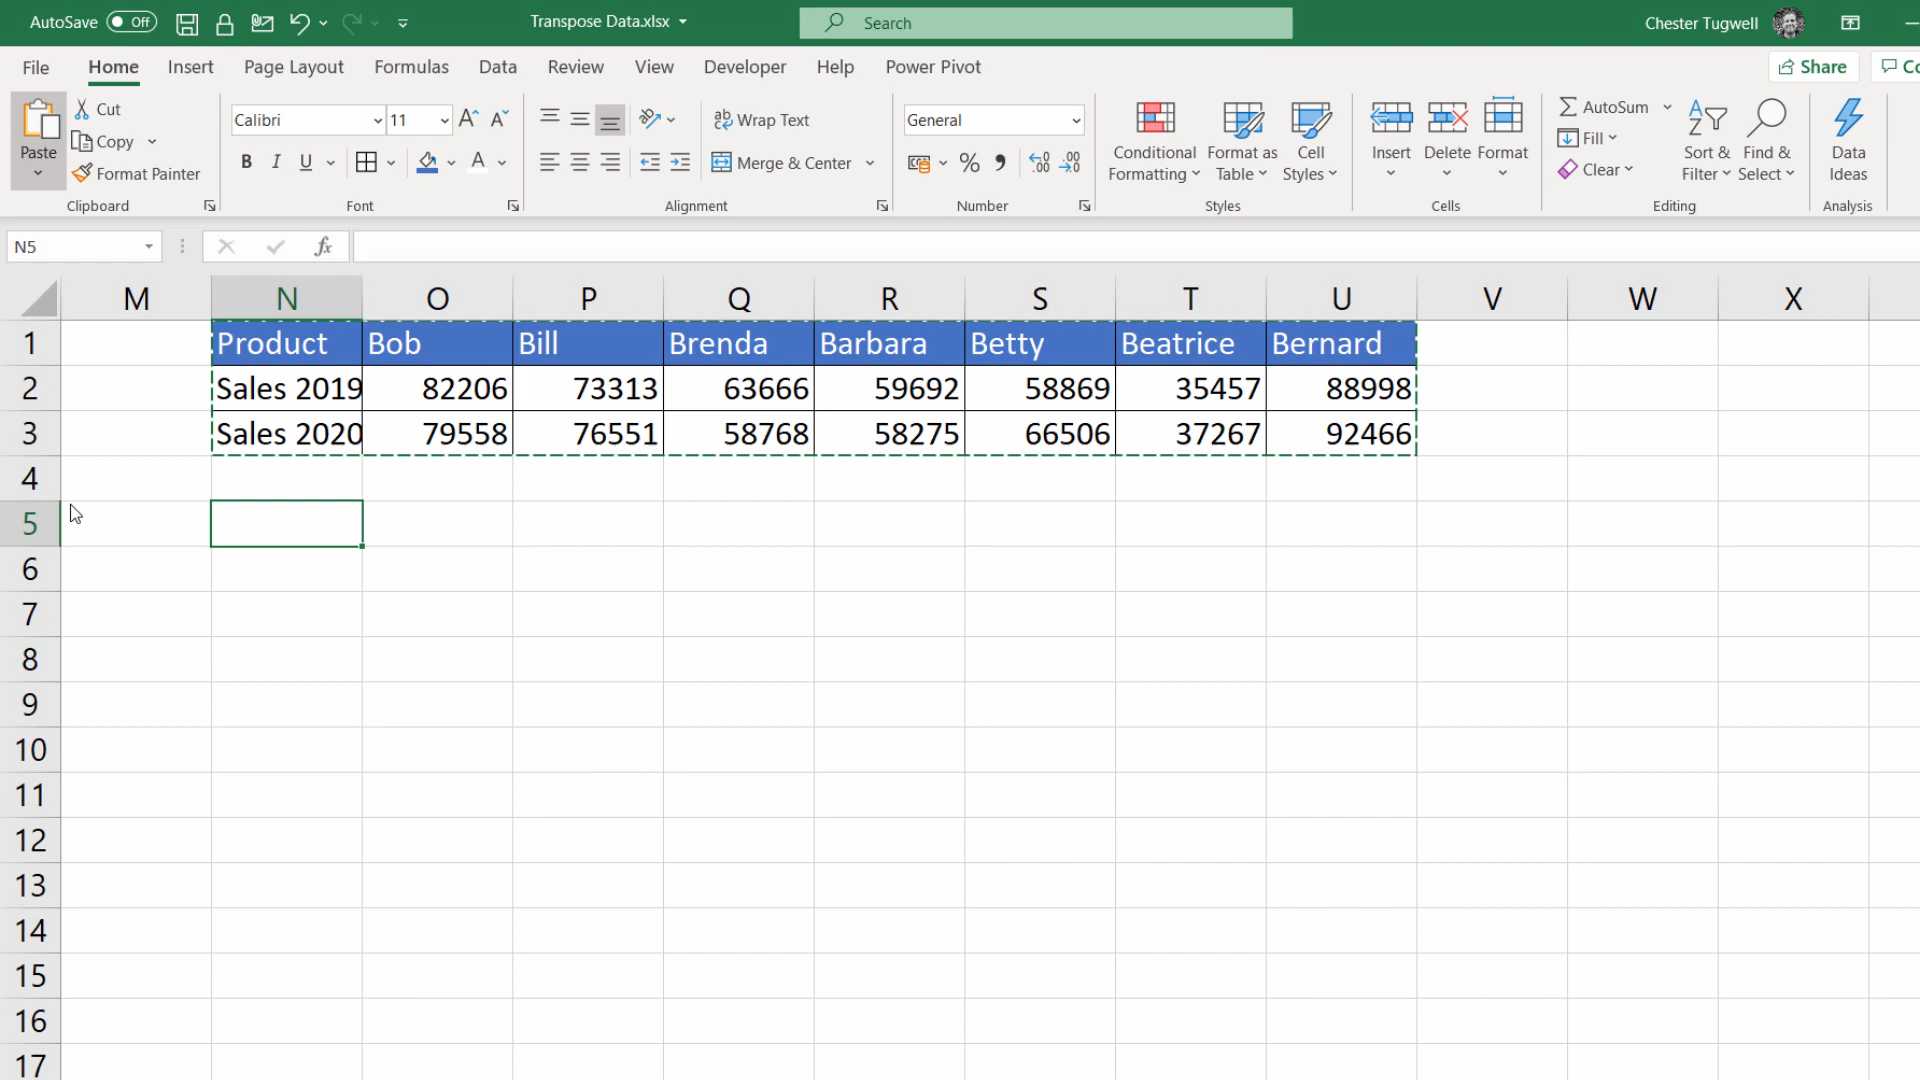 AutoSave Off Transpose Data.xlsx Search Chester Tugwell
File Home Insert Page Layout Formulas Data Review View Developer Help Power Pivot Share
Paste
Cut
Copy
Format Painter
Clipboard
Calibri 11
B I U A
Font
Wrap Text
Merge & Center
Alignment
General
%
Number
Conditional Formatting
Format as Table
Cell Styles
Styles
Insert Delete Format
Cells
AutoSum
Fill
Clear
Sort & Filter
Find & Select
Editing
Data Ideas
Analysis
N5 fx
M N O P Q R S T U V W X
1 Product Bob Bill Brenda Barbara Betty Beatrice Bernard
2 Sales 2019 82206 73313 63666 59692 58869 35457 88998
3 Sales 2020 79558 76551 58768 58275 66506 37267 92466
4
5
6
7
8
9
10
11
12
13
14
15
16
17